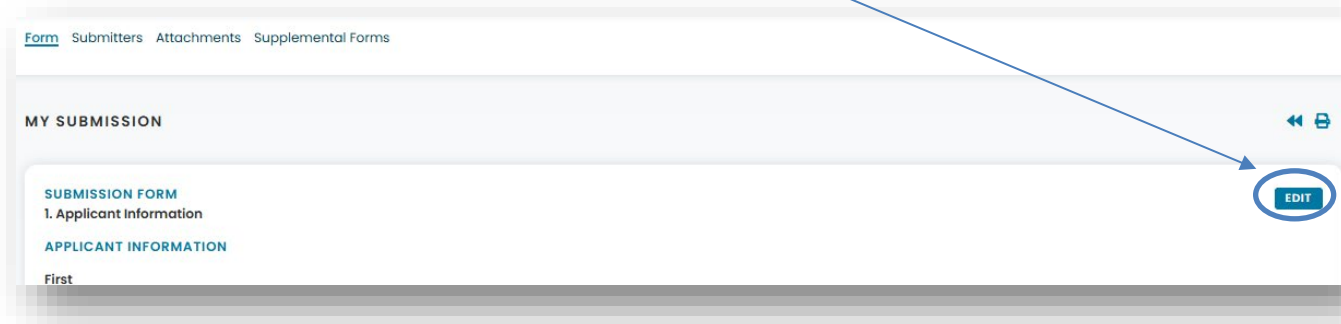 Form Submitters Attachments Supplemental Forms
MY SUBMISSION
SUBMISSION FORM
EDIT
1. Applicant Information
APPLICANT INFORMATION
First